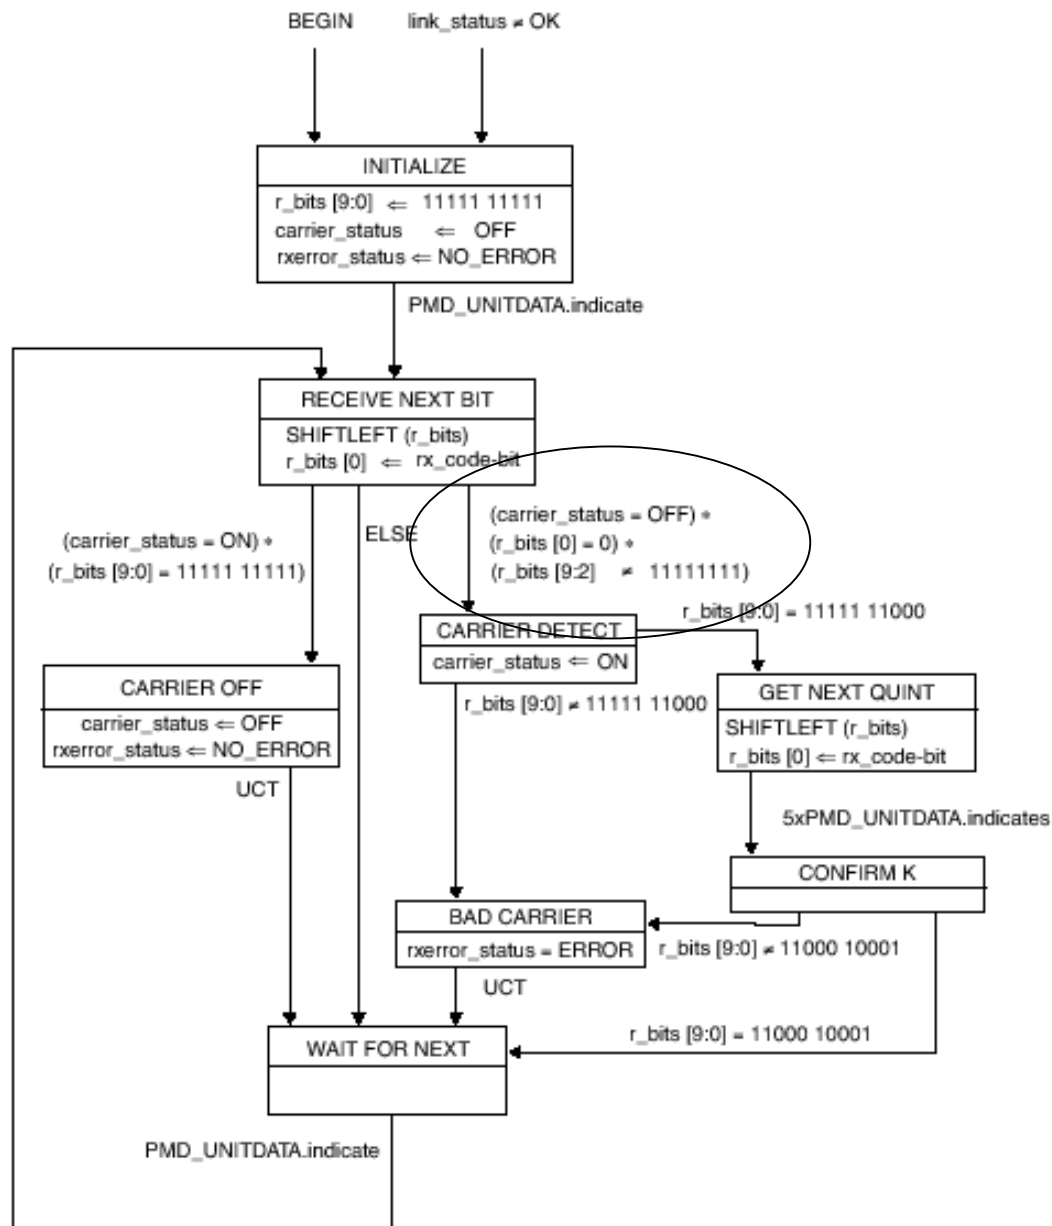 BEGIN
link_status ≠ OK
INITIALIZE
r_bits [9:0] ⇐ 11111 11111
carrier_status ⇐ OFF
rxerror_status ⇐ NO_ERROR
PMD_UNITDATA.indicate
RECEIVE NEXT BIT
SHIFTLEFT (r_bits)
r_bits [0] ⇐ rx_code-bit
(carrier_status = ON) *
(r_bits [9:0] = 11111 11111)
ELSE
(carrier_status = OFF) *
(r_bits [0] = 0) *
(r_bits [9:2] ≠ 11111111)
r_bits [9:0] = 11111 11000
CARRIER DETECT
carrier_status ⇐ ON
r_bits [9:0] ≠ 11111 11000
CARRIER OFF
carrier_status ⇐ OFF
rxerror_status ⇐ NO_ERROR
UCT
GET NEXT QUINT
SHIFTLEFT (r_bits)
r_bits [0] ⇐ rx_code-bit
5xPMD_UNITDATA.indicates
CONFIRM K
BAD CARRIER
rxerror_status = ERROR
r_bits [9:0] ≠ 11000 10001
UCT
r_bits [9:0] = 11000 10001
WAIT FOR NEXT
PMD_UNITDATA.indicate